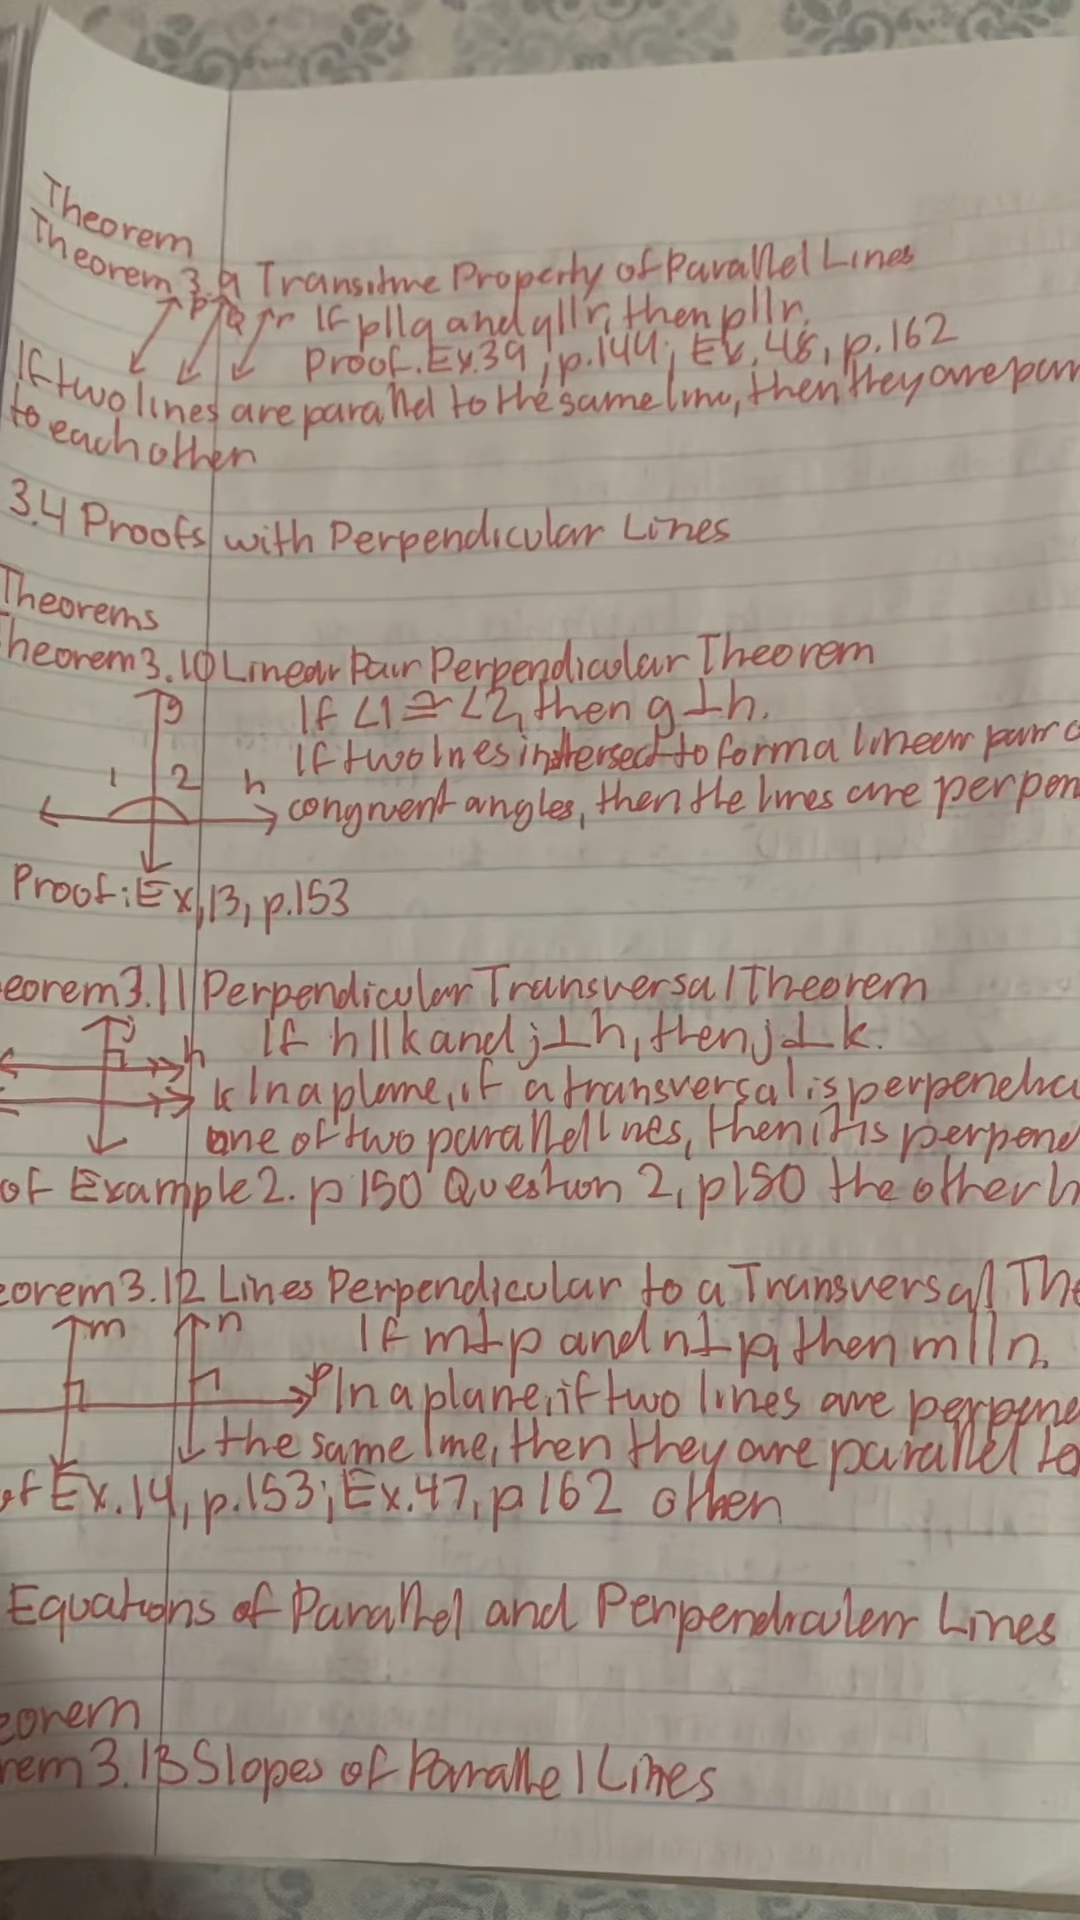 Theorem
Theorem 3.9 Transitive Property of Parallel Lines
p q r If p||q and q||r, then p||r.
Proof. Ex.39, p.144; Ex.48, p.162
If two lines are parallel to the same line, then they are par
to each other
3.4 Proofs with Perpendicular Lines
Theorems
Theorem 3.10 Linear Pair Perpendicular Theorem
g If ∠1≅∠2, then g⊥h.
If two lines intersect to form a linear pair o
1 2 h congruent angles, then the lines are perpen
Proof: Ex, 13, p.153
eorem 3.11 Perpendicular Transversal Theorem
j If h||k and j⊥h, then j⊥k.
h
k In a plane, if a transversal is perpendicu
one of two parallel lines, then it is perpend
of Example 2. p150 Question 2, p150 the other l
eorem 3.12 Lines Perpendicular to a Transversal The
m n If m⊥p and n⊥p, then m||n.
p In a plane, if two lines are perpend
the same line, then they are parallel to
of Ex.14, p.153; Ex.47, p162 other
Equations of Parallel and Perpendicular Lines
eorem
rem 3.13 Slopes of Parallel Lines